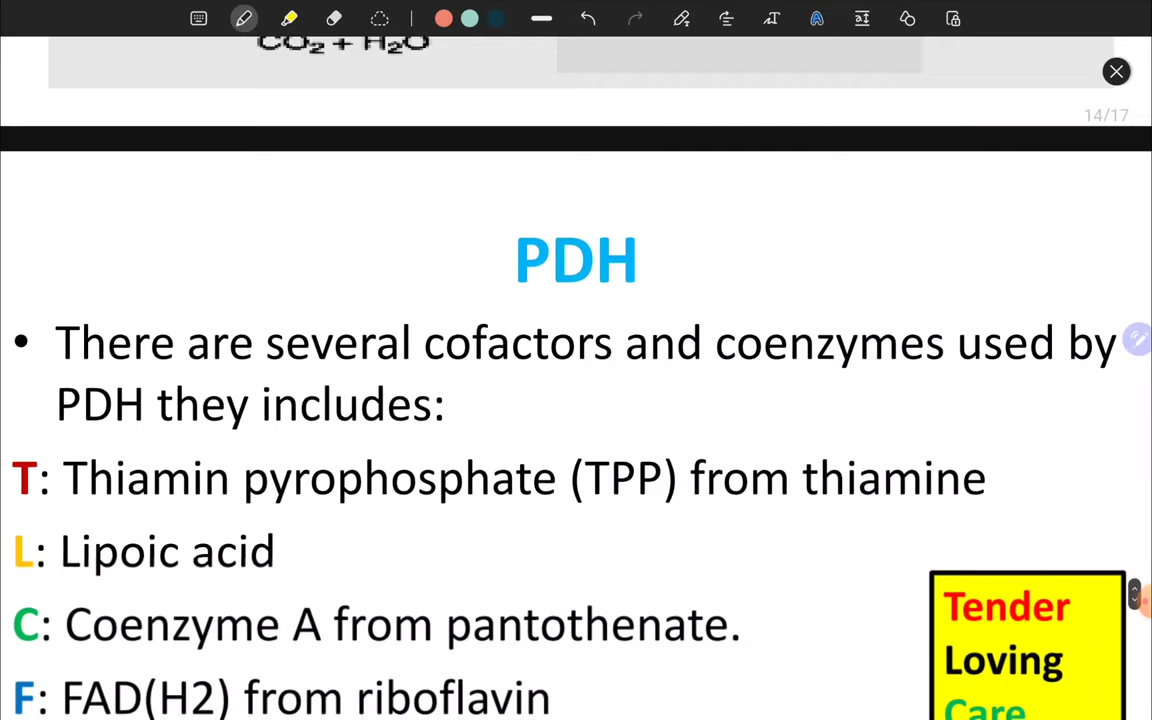 CO₂ + H₂O
14/17
PDH
• There are several cofactors and coenzymes used by
PDH they includes:
T: Thiamin pyrophosphate (TPP) from thiamine
L: Lipoic acid
C: Coenzyme A from pantothenate.
F: FAD(H2) from riboflavin
Tender
Loving
Care